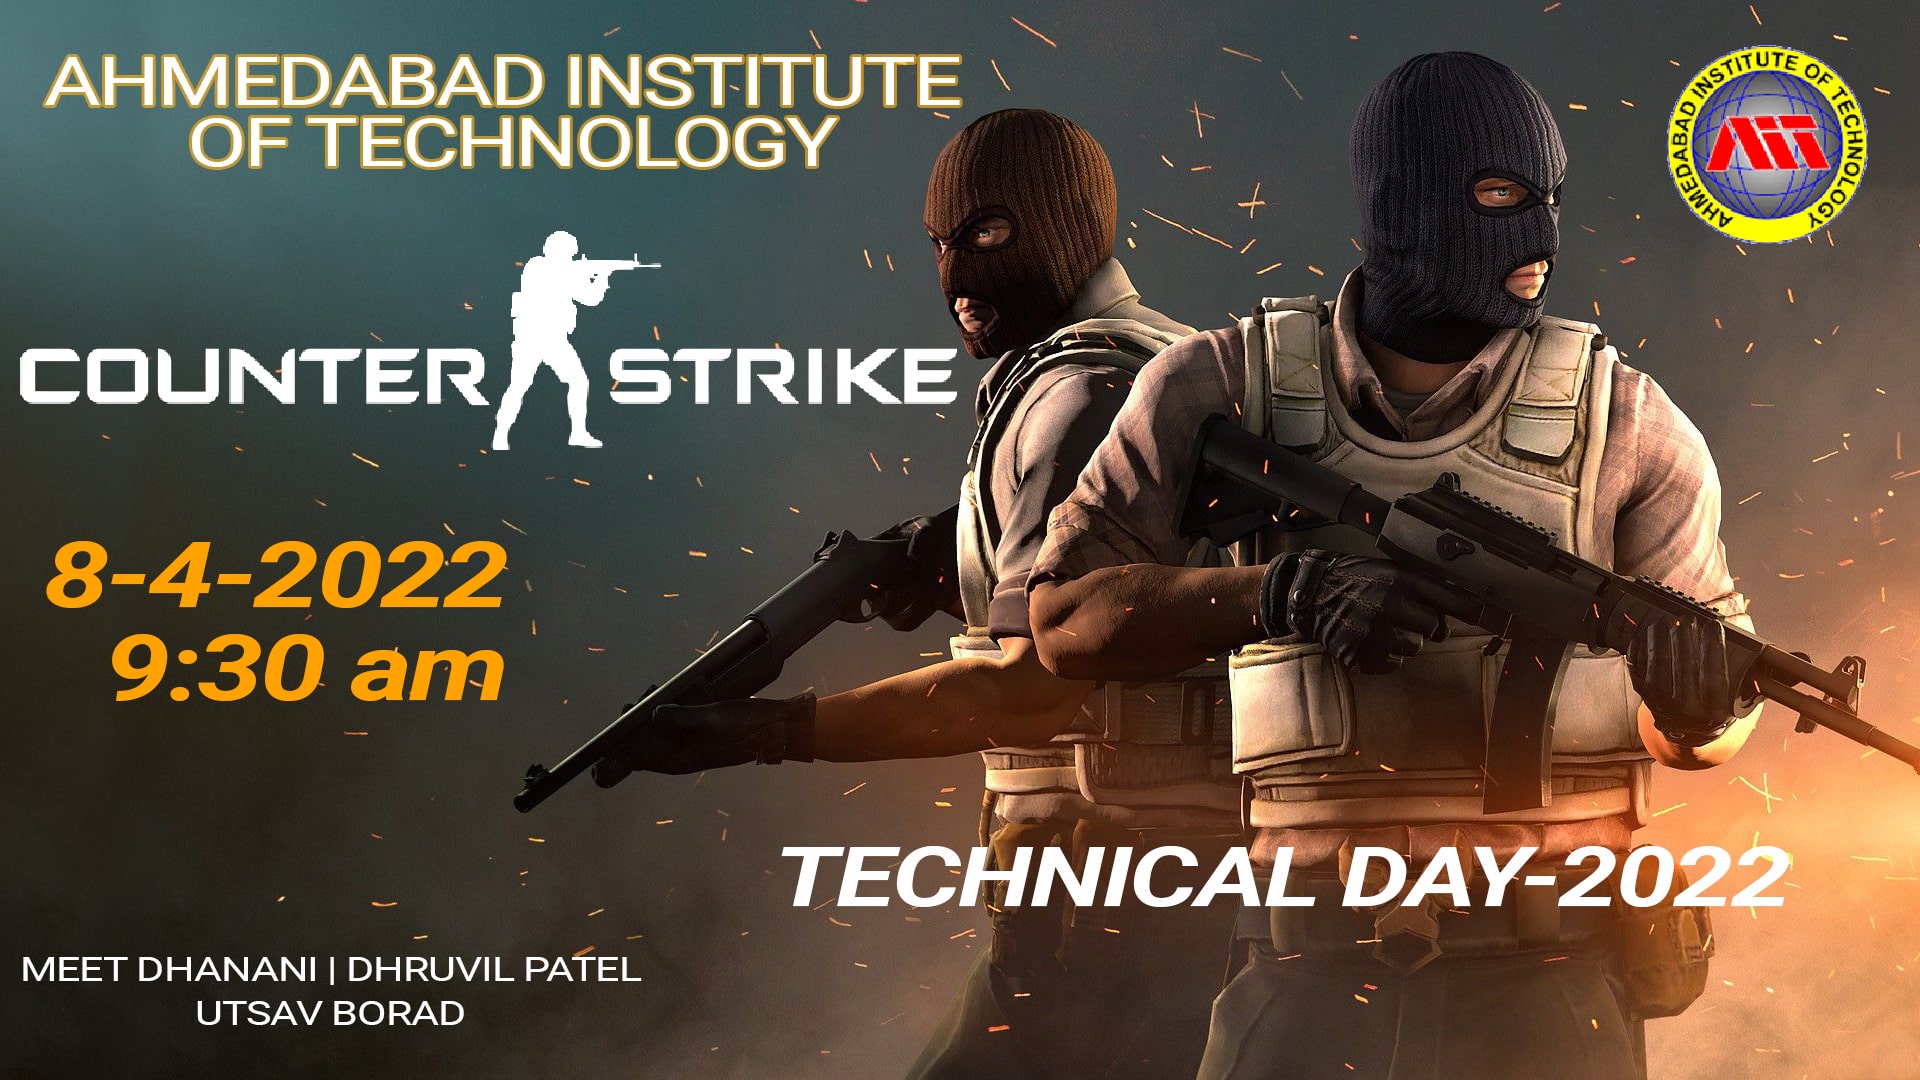 AHMEDABAD INSTITUTE
OF TECHNOLOGY
AHMEDABAD INSTITUTE OF TECHNOLOGY
AIT
COUNTER STRIKE
8-4-2022
9:30 am
TECHNICAL DAY-2022
MEET DHANANI | DHRUVIL PATEL
UTSAV BORAD